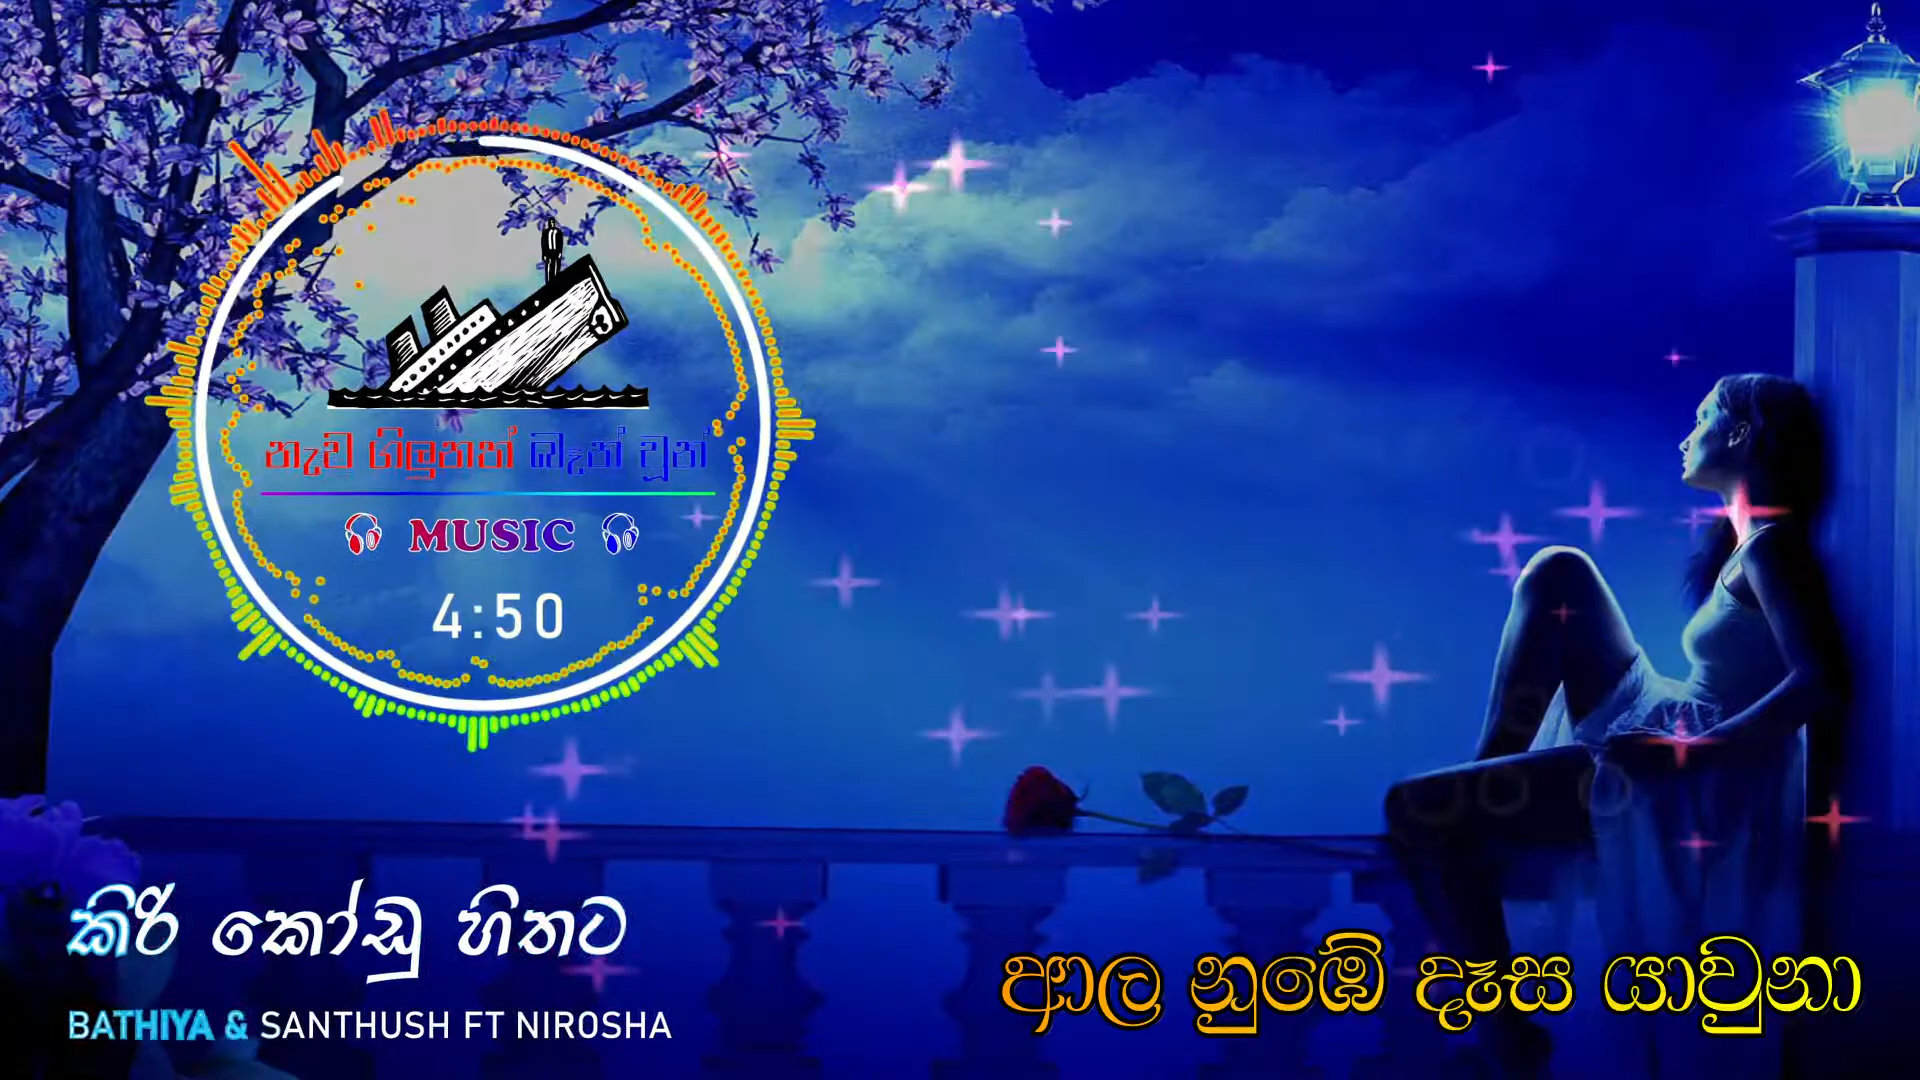 නැව ගිලුනත් බෑන් චූන්
MUSIC
4:50
කිරි කෝඩු හිතට
BATHIYA & SANTHUSH FT NIROSHA
ආල නුඹේ දෑස යාවුනා